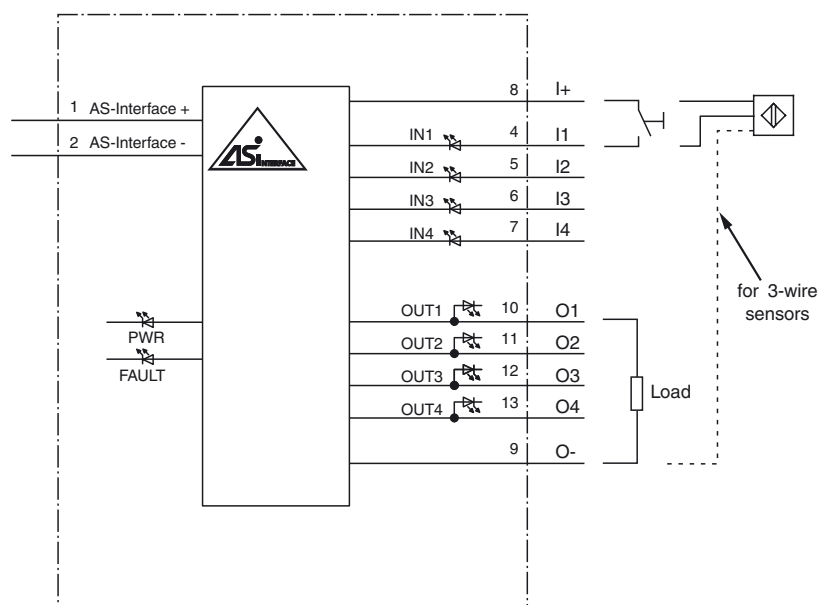 1 AS-Interface +
2 AS-Interface -
ASi INTERFACE
PWR
FAULT
8 I+
IN1 4 I1
IN2 5 I2
IN3 6 I3
IN4 7 I4
OUT1 10 O1
OUT2 11 O2
OUT3 12 O3
OUT4 13 O4
9 O-
Load
for 3-wire
sensors